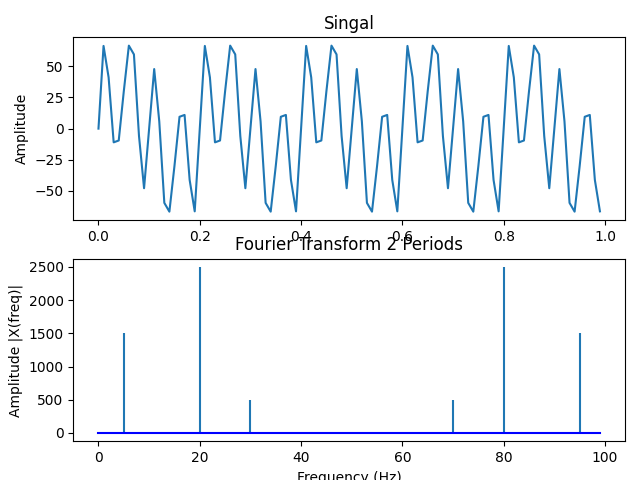 Singal
Amplitude
50
25
0
−25
−50
0.0 0.2 0.4 0.6 0.8 1.0
Fourier Transform 2 Periods
Amplitude |X(freq)|
2500
2000
1500
1000
500
0
0 20 40 60 80 100
Frequency (Hz)